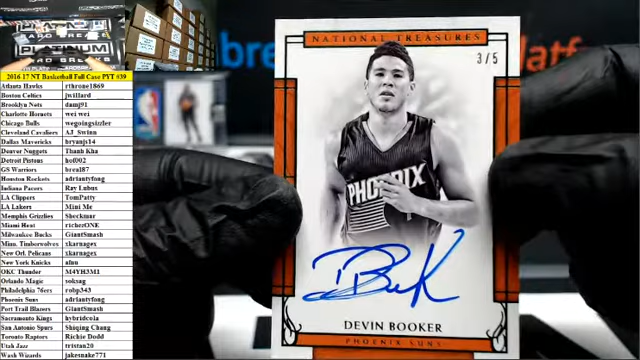 PLATINUM
2016-17 NT Basketball Full Case PYT #39
Atlanta Hawks rthrone1869
Boston Celtics jwillard
Brooklyn Nets damj91
Charlotte Hornets wei wei
Chicago Bulls wegoingsizzler
Cleveland Cavaliers AJ_Swinn
Dallas Mavericks bryanjs14
Denver Nuggets Thanh Kha
Detroit Pistons hof002
GS Warriors brea187
Houston Rockets adriantyfong
Indiana Pacers Ray Lubus
LA Clippers TomPatty
LA Lakers Mini Me
Memphis Grizzlies Shockmar
Miami Heat richerONE
Milwaukee Bucks GiantSmash
Minn. Timberwolves xkarnagex
New Orl. Pelicans xkarnagex
New York Knicks afnu
OKC Thunder M4YH3M1
Orlando Magic soksag
Philadelphia 76ers robp343
Phoenix Suns adriantyfong
Port Trail Blazers GiantSmash
Sacramento Kings hybridcola
San Antonio Spurs Shiqing Chang
Toronto Raptors Richie Dodd
Utah Jazz tristan20
Wash Wizards jakesnake771
NATIONAL TREASURES
3/5
PHOENIX
DEVIN BOOKER
PHOENIX SUNS